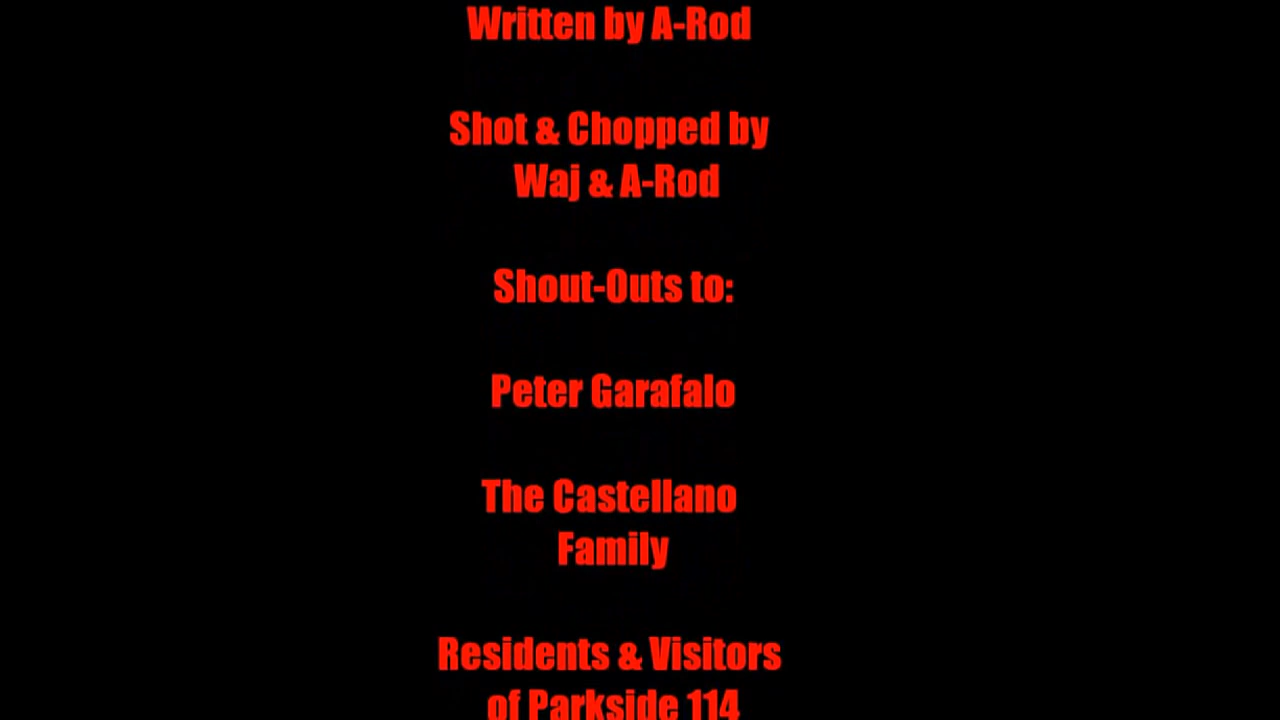 Written by A-Rod
Shot & Chopped by
Waj & A-Rod
Shout-Outs to:
Peter Garafalo
The Castellano
Family
Residents & Visitors
of Parkside 114